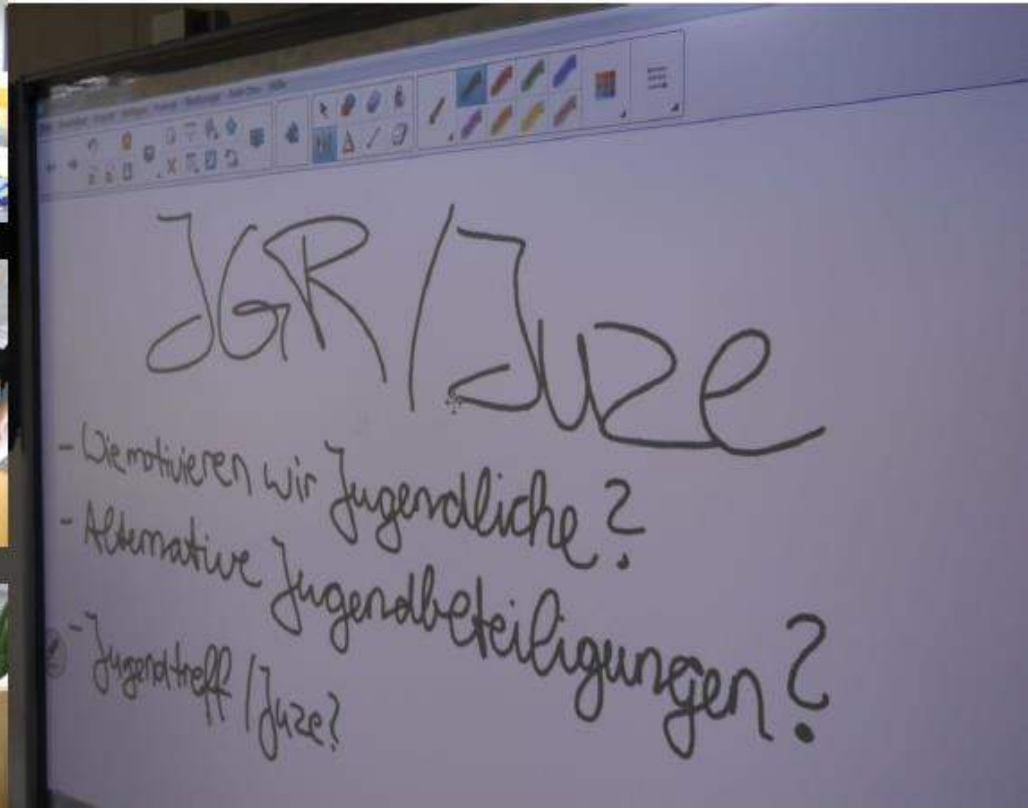 JGR / Juze
- Wie motivieren wir Jugendliche?
- Alternative Jugendbeteiligungen?
- Jugendtreff / Juze?